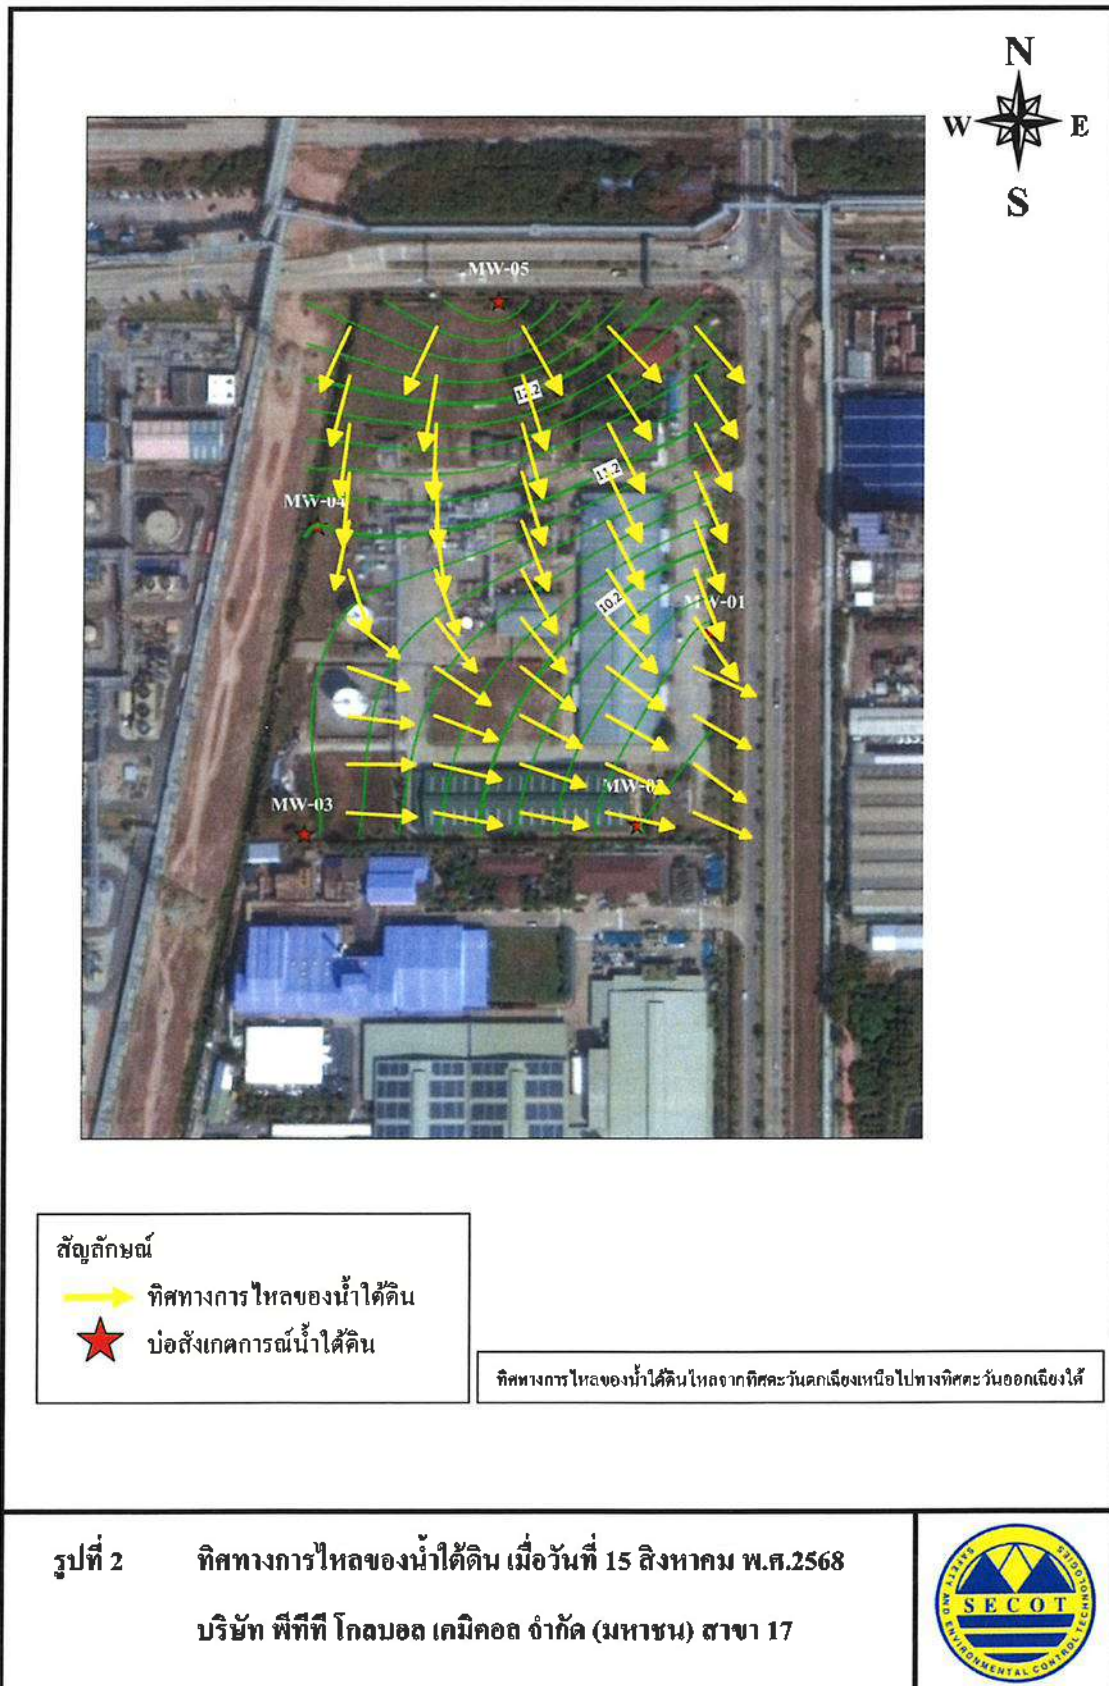 N
W E
S
MW-05
12.2
11.2
MW-04
10.2
MW-01
MW-02
MW-03
สัญลักษณ์
ทิศทางการไหลของน้ำใต้ดิน
บ่อสังเกตการณ์น้ำใต้ดิน
ทิศทางการไหลของน้ำใต้ดินไหลจากทิศตะวันตกเฉียงเหนือไปทางทิศตะวันออกเฉียงใต้
รูปที่ 2 ทิศทางการไหลของน้ำใต้ดิน เมื่อวันที่ 15 สิงหาคม พ.ศ.2568
บริษัท พีทีที โกลบอล เคมิคอล จำกัด (มหาชน) สาขา 17
SECOT
SAFETY AND ENVIRONMENTAL CONTROL TECHNOLOGIES